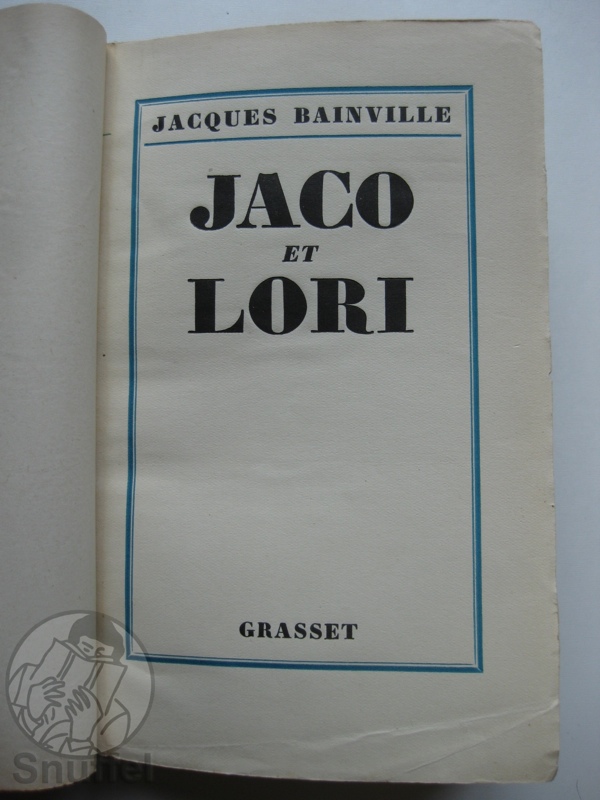 JACQUES BAINVILLE
JACO
ET
LORI
GRASSET
Snuffel